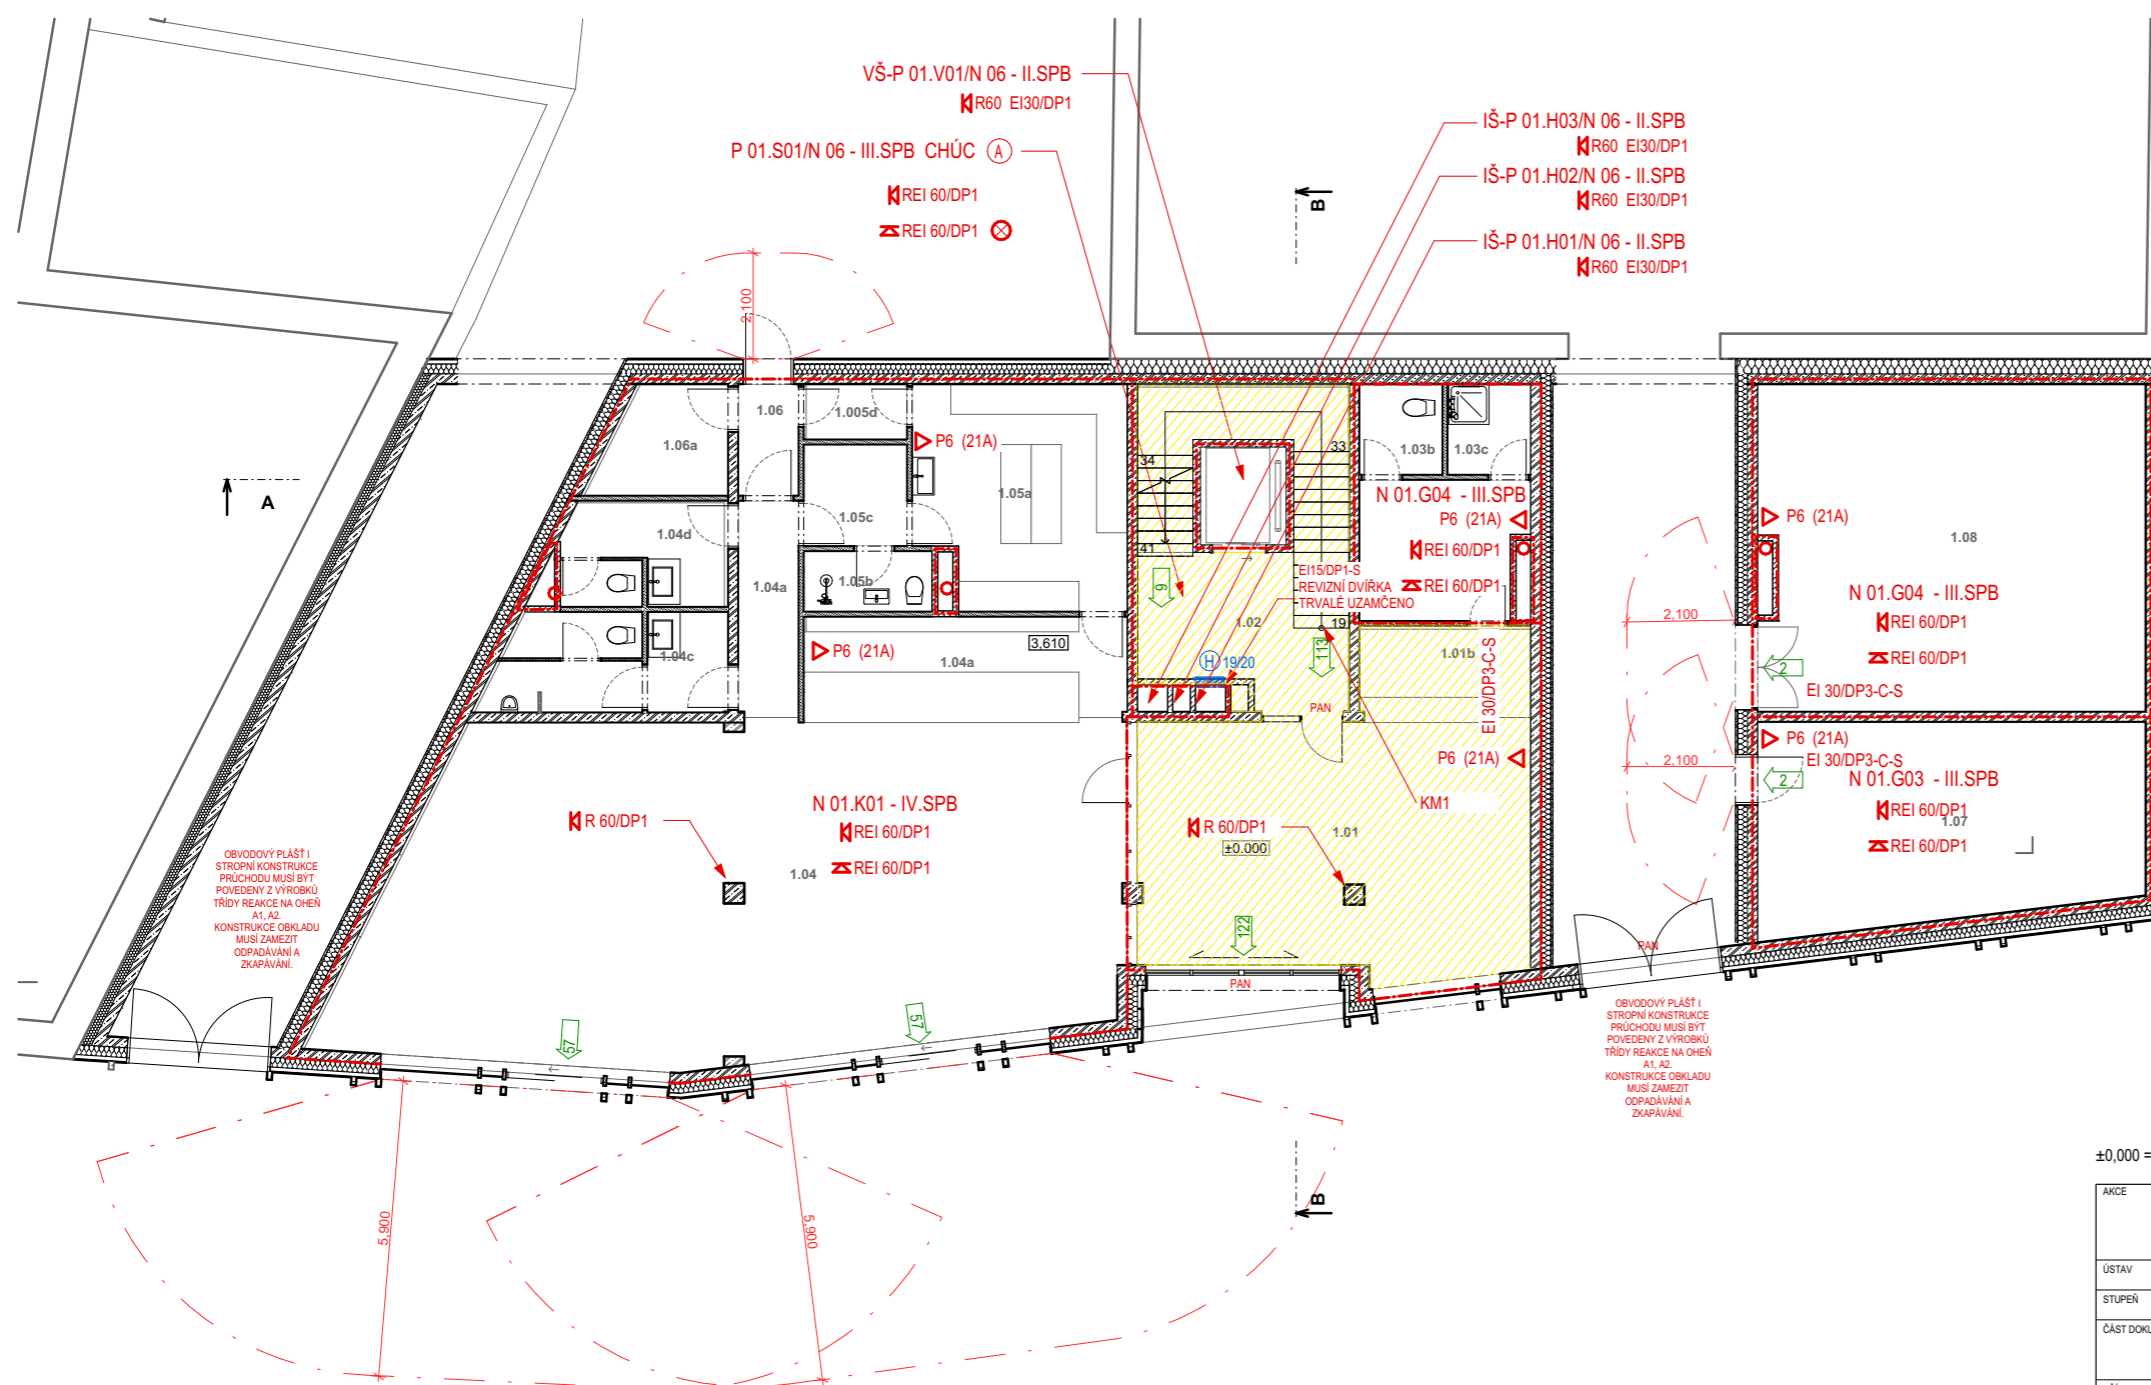 VŠ-P 01.V01/N 06 - II.SPB
R60 EI30/DP1
P 01.S01/N 06 - III.SPB CHÚC A
REI 60/DP1
REI 60/DP1
IŠ-P 01.H03/N 06 - II.SPB
R60 EI30/DP1
IŠ-P 01.H02/N 06 - II.SPB
R60 EI30/DP1
IŠ-P 01.H01/N 06 - II.SPB
R60 EI30/DP1
B
2,100
1.06
1.005d
1.06a
P6 (21A)
1.05a
34
33
1.03b
1.03c
A
N 01.G04 - III.SPB
P6 (21A)
REI 60/DP1
REI 60/DP1
1.05c
1.04d
41
9
EI15/DP1-S
REVIZNÍ DVÍŘKA
TRVALÉ UZAMČENO
1.04a
1.05b
1.02
19
113
1.01b
EI 30/DP3-C-S
P6 (21A)
1.04a
3,610
1.04c
H 19/20
PAN
P6 (21A)
KM1
P6 (21A)
1.08
N 01.G04 - III.SPB
REI 60/DP1
REI 60/DP1
2,100
2
EI 30/DP3-C-S
P6 (21A)
EI 30/DP3-C-S
2,100
2
N 01.G03 - III.SPB
REI 60/DP1
1.07
REI 60/DP1
N 01.K01 - IV.SPB
R 60/DP1
REI 60/DP1
1.04
REI 60/DP1
R 60/DP1
1.01
±0.000
122
PAN
PAN
OBVODOVÝ PLÁŠŤ I
STROPNÍ KONSTRUKCE
PRŮCHODU MUSÍ BÝT
POVEDENY Z VÝROBKŮ
TŘÍDY REAKCE NA OHEŇ
A1, A2.
KONSTRUKCE OBKLADU
MUSÍ ZAMEZIT
ODPADÁVÁNÍ A
ZKAPÁVÁNÍ.
57
57
OBVODOVÝ PLÁŠŤ I
STROPNÍ KONSTRUKCE
PRŮCHODU MUSÍ BÝT
POVEDENY Z VÝROBKŮ
TŘÍDY REAKCE NA OHEŇ
A1, A2.
KONSTRUKCE OBKLADU
MUSÍ ZAMEZIT
ODPADÁVÁNÍ A
ZKAPÁVÁNÍ.
5,900
5,900
B
±0,000 =
AKCE
ÚSTAV
STUPEŇ
ČÁST DOKU